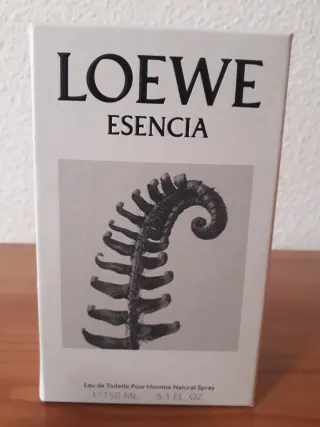 LOEWE
ESENCIA
Eau de Toilette Pour Homme Natural Spray
℮ 150 ML. 5.1 FL. OZ